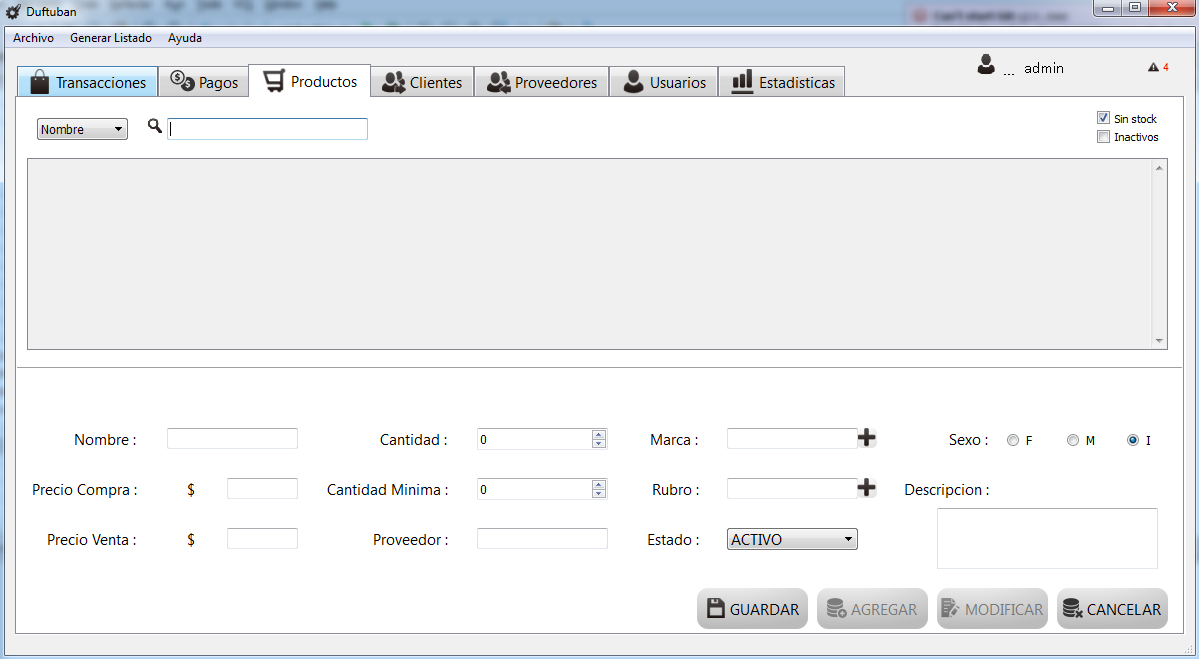 Duftuban
Archivo Generar Listado Ayuda
Transacciones Pagos Productos Clientes Proveedores Usuarios Estadisticas
... admin 4
Nombre
Sin stock
Inactivos
Nombre : Cantidad : 0 Marca : Sexo : F M I
Precio Compra : $ Cantidad Minima : 0 Rubro : Descripcion :
Precio Venta : $ Proveedor : Estado : ACTIVO
GUARDAR AGREGAR MODIFICAR CANCELAR